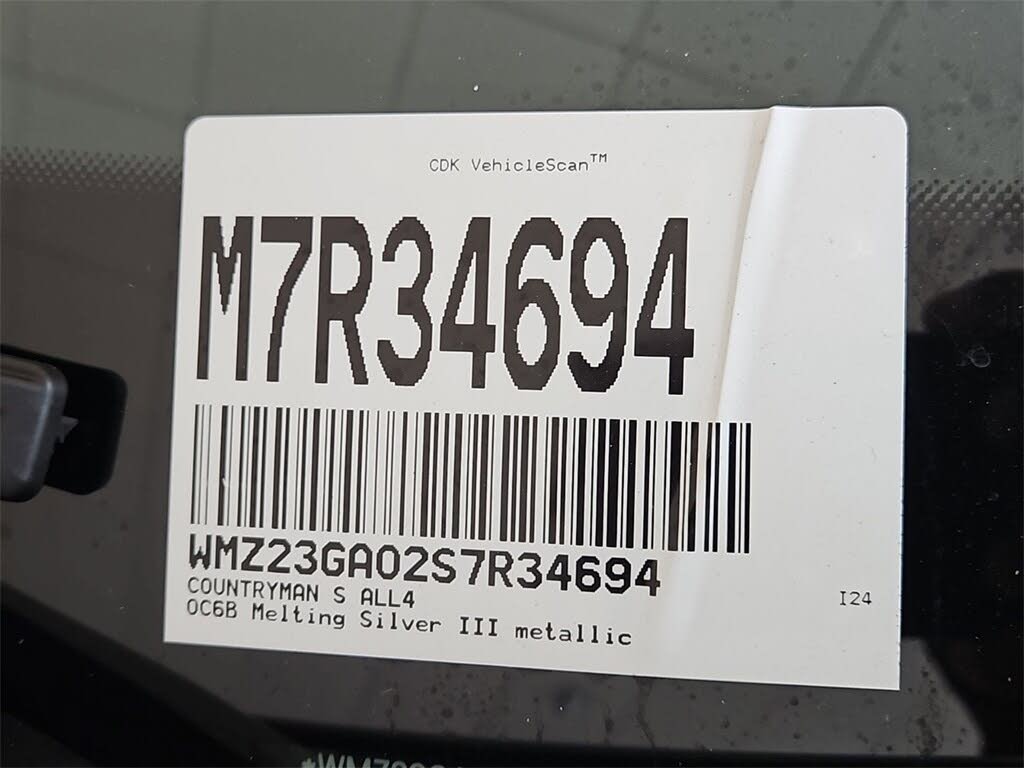 CDK VehicleScan™
M7R34694
WMZ23GA02S7R34694
COUNTRYMAN S ALL4
I24
0C6B Melting Silver III metallic